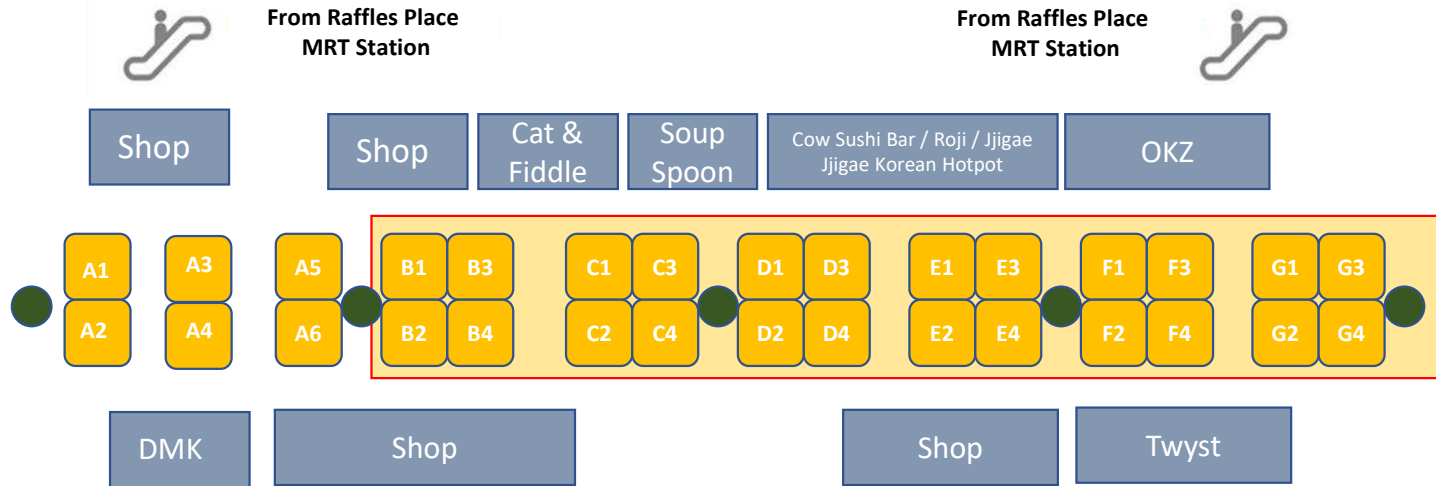 From Raffles Place
MRT Station
From Raffles Place
MRT Station
Shop
Shop
Cat &
Fiddle
Soup
Spoon
Cow Sushi Bar / Roji / Jjigae
Jjigae Korean Hotpot
OKZ
A1 A3 A5 B1 B3 C1 C3 D1 D3 E1 E3 F1 F3 G1 G3
A2 A4 A6 B2 B4 C2 C4 D2 D4 E2 E4 F2 F4 G2 G4
DMK
Shop
Shop
Twyst